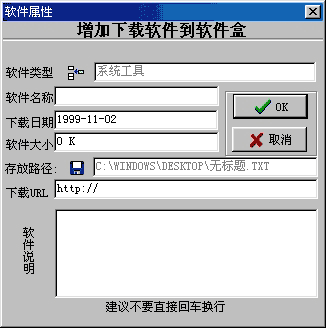 软件属性
增加下载软件到软件盒
软件类型 系统工具
软件名称
OK
下载日期 1999-11-02
软件大小 0 K
取消
存放路径: C:\WINDOWS\DESKTOP\无标题.TXT
下载URL http://
软件说明
建议不要直接回车换行